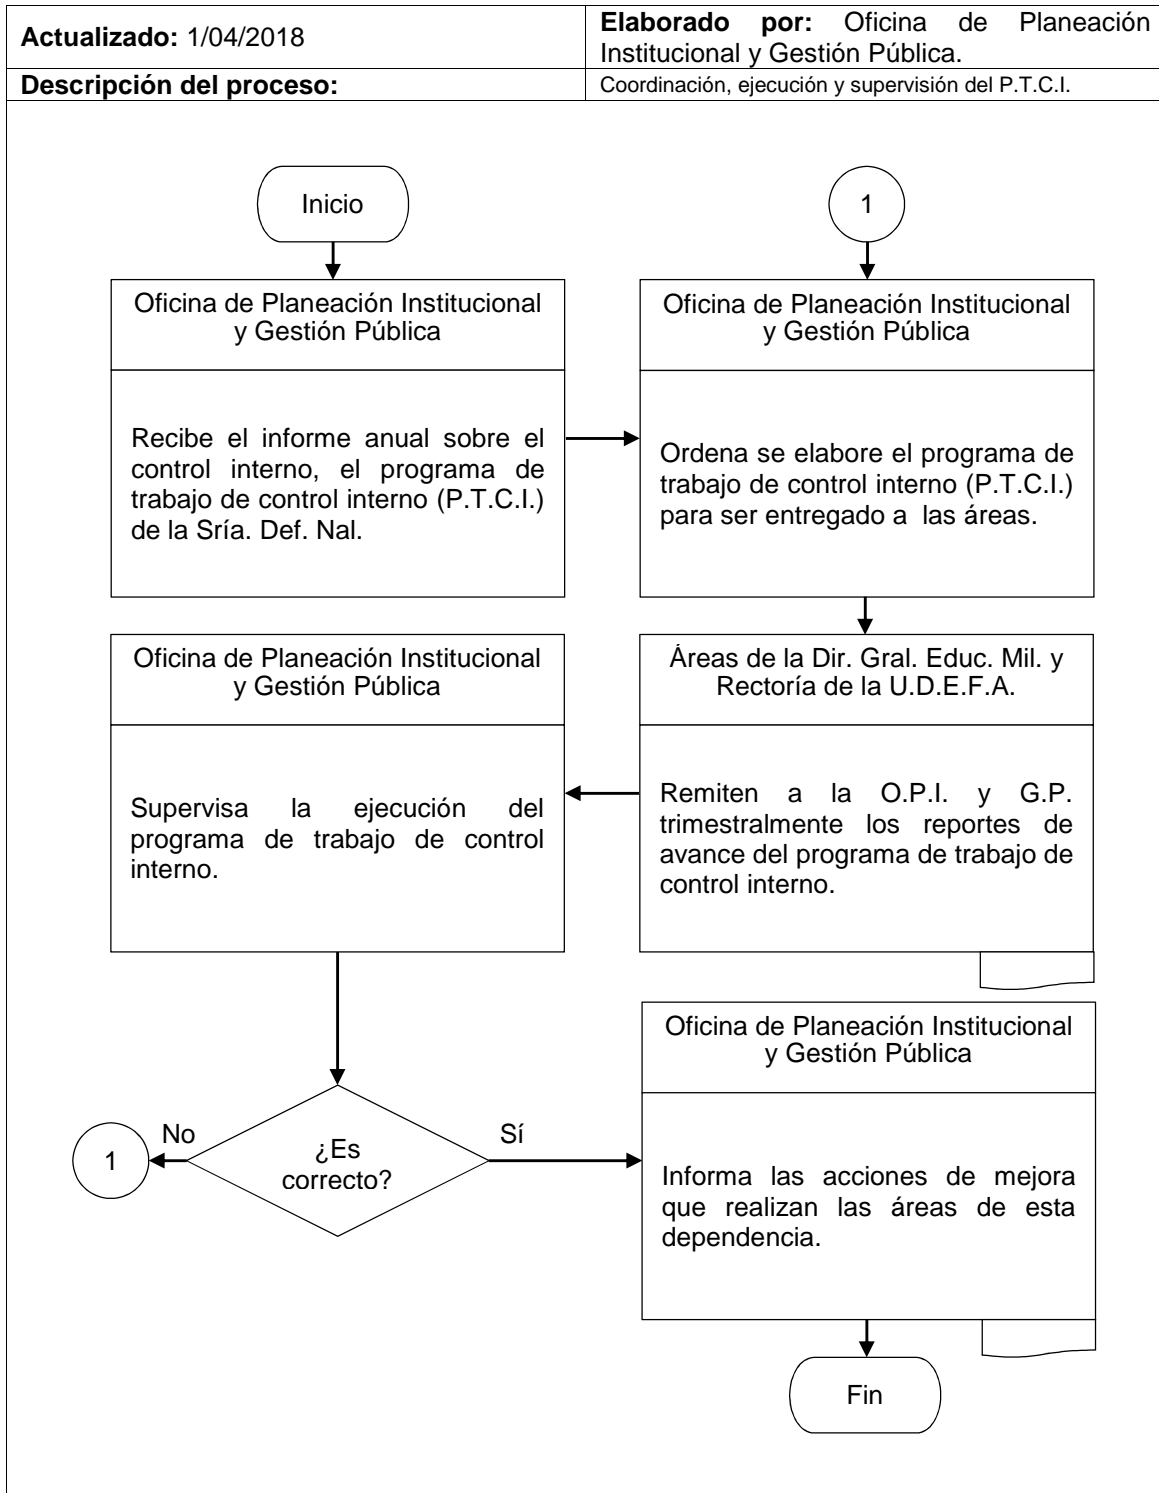 Actualizado: 1/04/2018
Elaborado por: Oficina de Planeación
Institucional y Gestión Pública.
Descripción del proceso:
Coordinación, ejecución y supervisión del P.T.C.I.
Inicio
1
Oficina de Planeación Institucional
y Gestión Pública
Recibe el informe anual sobre el
control interno, el programa de
trabajo de control interno (P.T.C.I.)
de la Sría. Def. Nal.
Oficina de Planeación Institucional
y Gestión Pública
Ordena se elabore el programa de
trabajo de control interno (P.T.C.I.)
para ser entregado a las áreas.
Oficina de Planeación Institucional
y Gestión Pública
Supervisa la ejecución del
programa de trabajo de control
interno.
Áreas de la Dir. Gral. Educ. Mil. y
Rectoría de la U.D.E.F.A.
Remiten a la O.P.I. y G.P.
trimestralmente los reportes de
avance del programa de trabajo de
control interno.
1
No
¿Es
correcto?
Sí
Oficina de Planeación Institucional
y Gestión Pública
Informa las acciones de mejora
que realizan las áreas de esta
dependencia.
Fin